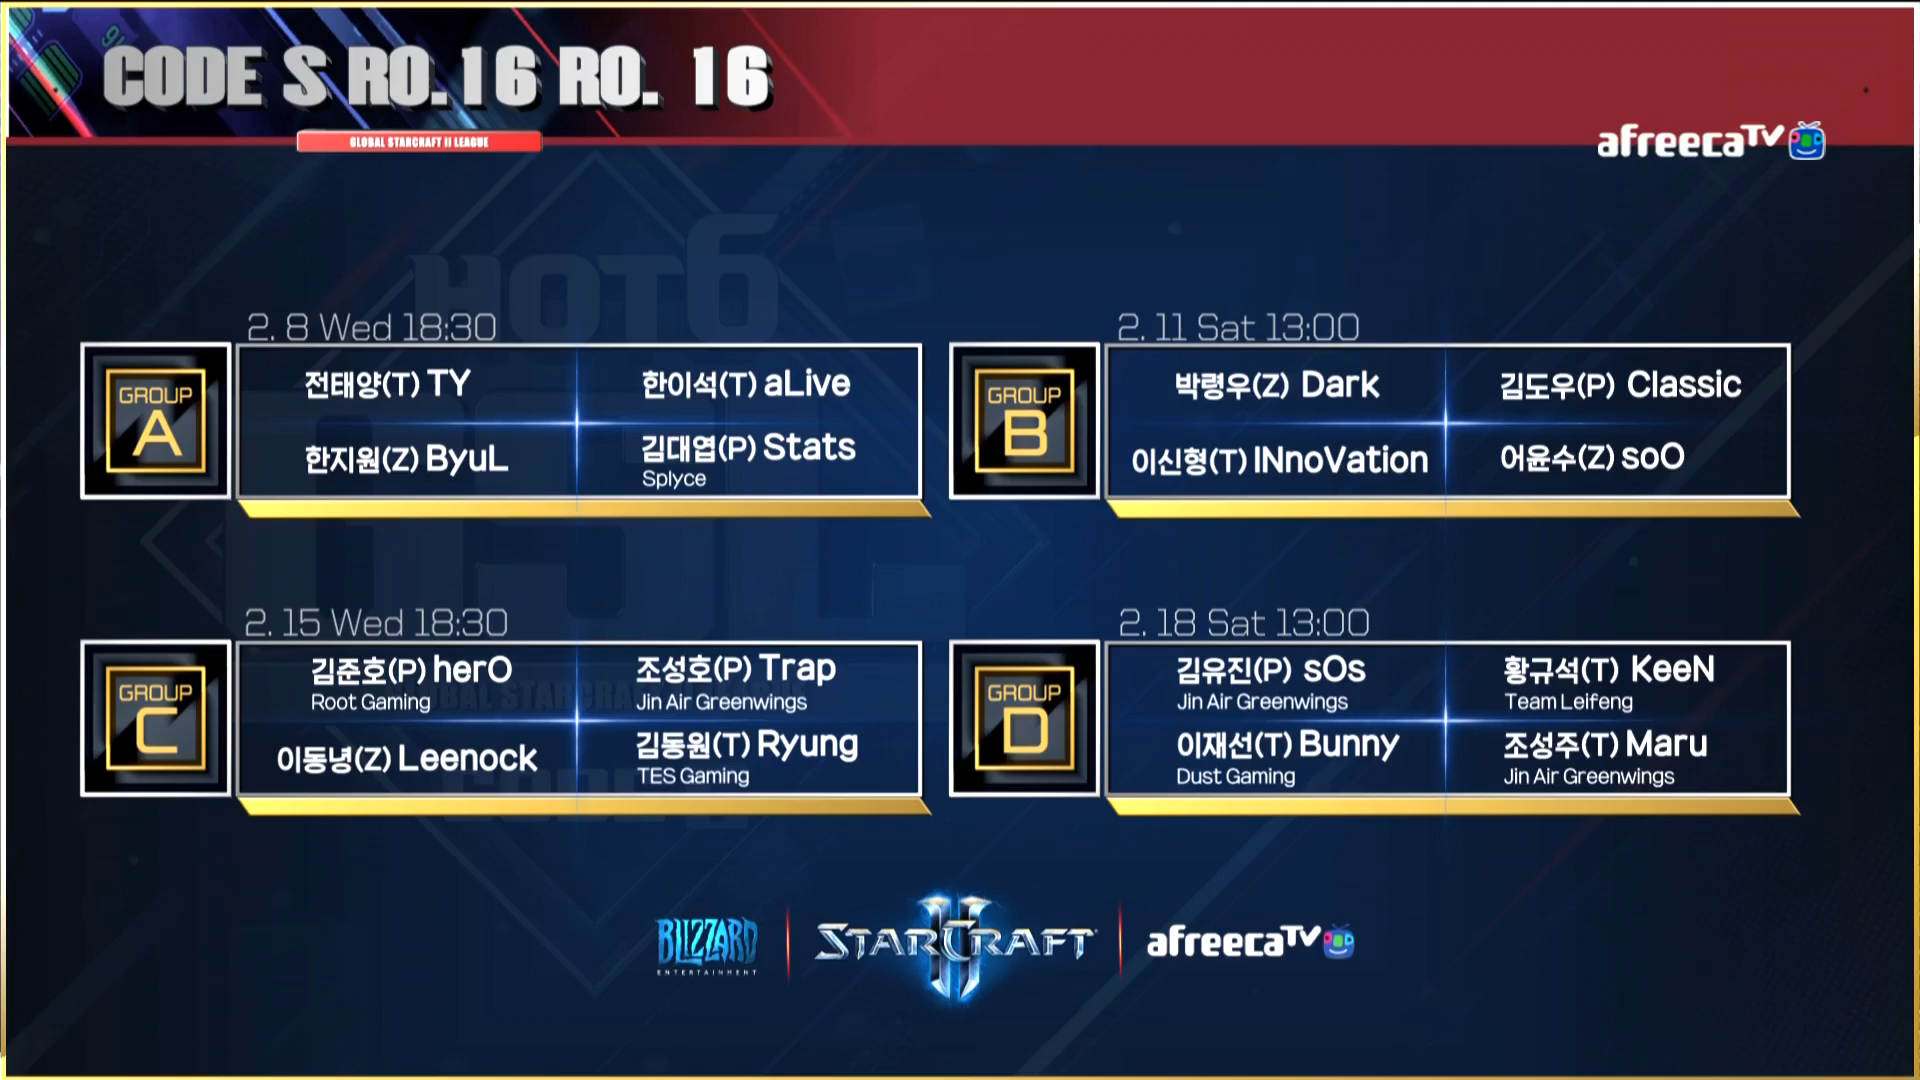 CODE S RO.16 RO. 16
GLOBAL STARCRAFT II LEAGUE
afreecaTV
2. 8 Wed 18:30
GROUP
A
전태양(T) TY
한이석(T) aLive
한지원(Z) ByuL
김대엽(P) Stats
Splyce
2. 11 Sat 13:00
GROUP
B
박령우(Z) Dark
김도우(P) Classic
이신형(T) INnoVation
어윤수(Z) soO
2. 15 Wed 18:30
GROUP
C
김준호(P) herO
Root Gaming
조성호(P) Trap
Jin Air Greenwings
이동녕(Z) Leenock
김동원(T) Ryung
TES Gaming
2. 18 Sat 13:00
GROUP
D
김유진(P) sOs
Jin Air Greenwings
황규석(T) KeeN
Team Leifeng
이재선(T) Bunny
Dust Gaming
조성주(T) Maru
Jin Air Greenwings
HOT6
GSL
BLIZZARD
ENTERTAINMENT
STARCRAFT
II
afreecaTV